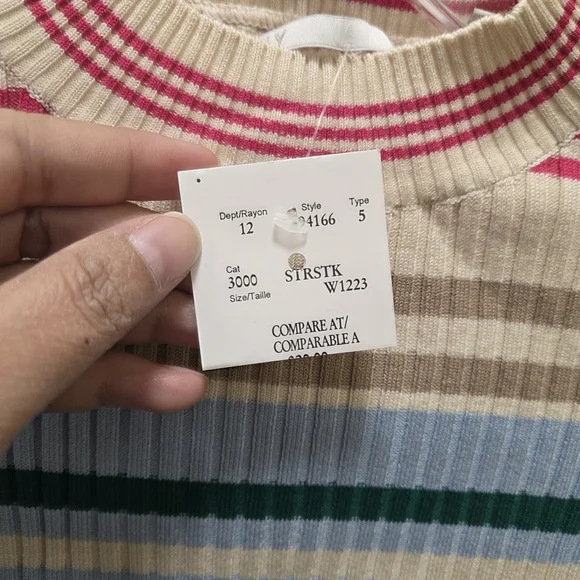 Dept/Rayon Style Type
12 4166 5
Cat
3000 STRSTK
Size/Taille W1223
COMPARE AT/
COMPARABLE A